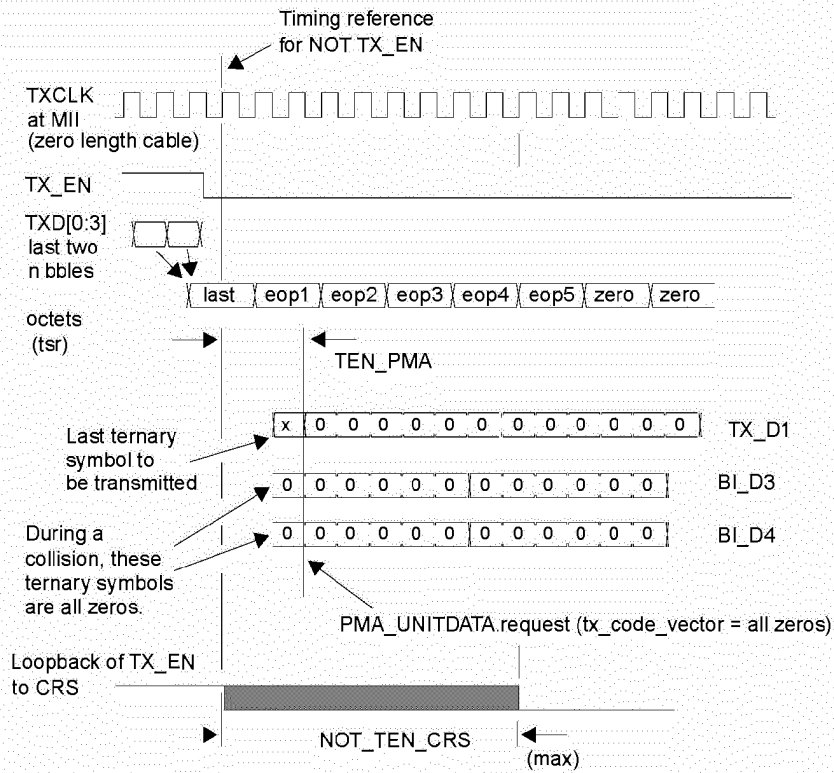 Timing reference
for NOT TX_EN
TXCLK
at MII
(zero length cable)
TX_EN
TXD[0:3]
last two
n bbles
last eop1 eop2 eop3 eop4 eop5 zero zero
octets
(tsr)
TEN_PMA
x 0 0 0 0 0 0 0 0 0 0 0 0 TX_D1
Last ternary
symbol to
be transmitted
0 0 0 0 0 0 0 0 0 0 0 0 BI_D3
0 0 0 0 0 0 0 0 0 0 0 0 BI_D4
During a
collision, these
ternary symbols
are all zeros.
PMA_UNITDATA.request (tx_code_vector = all zeros)
Loopback of TX_EN
to CRS
NOT_TEN_CRS
(max)